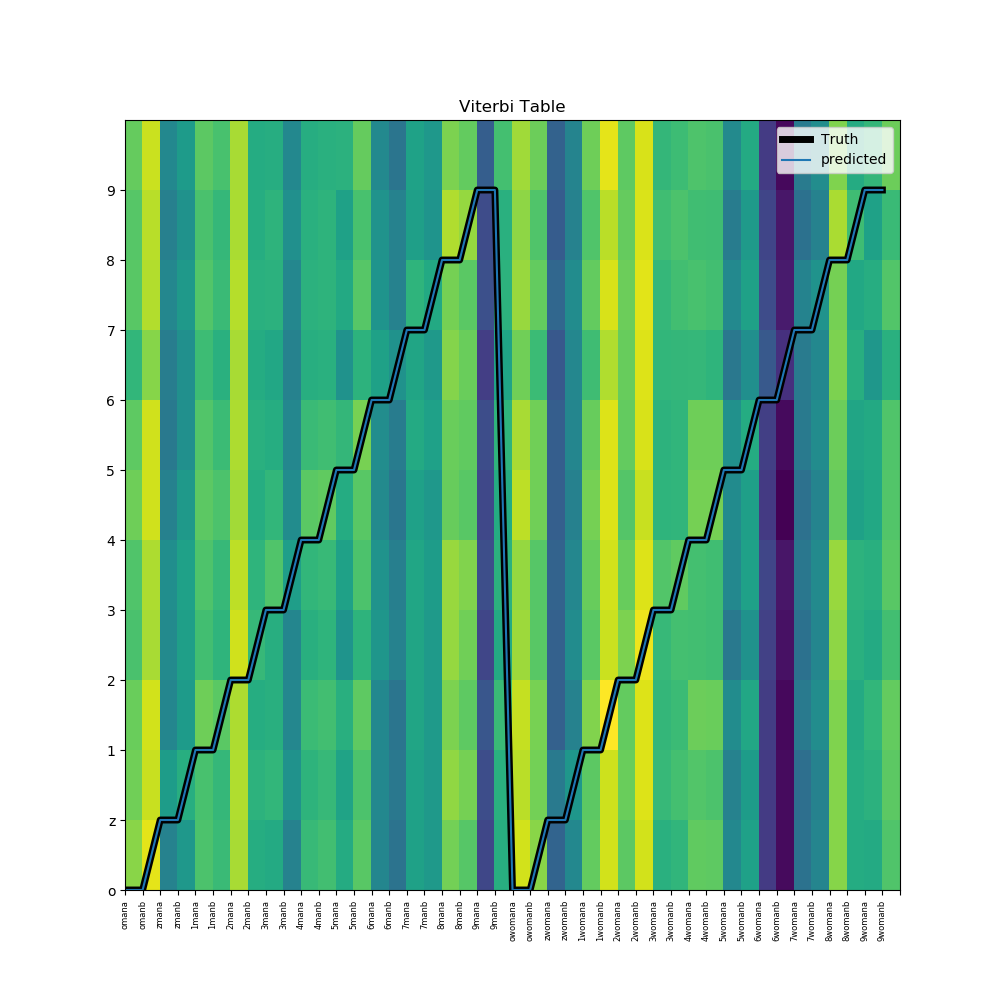 Viterbi Table
Truth
predicted
9
8
7
6
5
4
3
2
1
z
o
omana
omanb
zmana
zmanb
1mana
1manb
2mana
2manb
3mana
3manb
4mana
4manb
5mana
5manb
6mana
6manb
7mana
7manb
8mana
8manb
9mana
9manb
owomana
owomanb
zwomana
zwomanb
1womana
1womanb
2womana
2womanb
3womana
3womanb
4womana
4womanb
5womana
5womanb
6womana
6womanb
7womana
7womanb
8womana
8womanb
9womana
9womanb